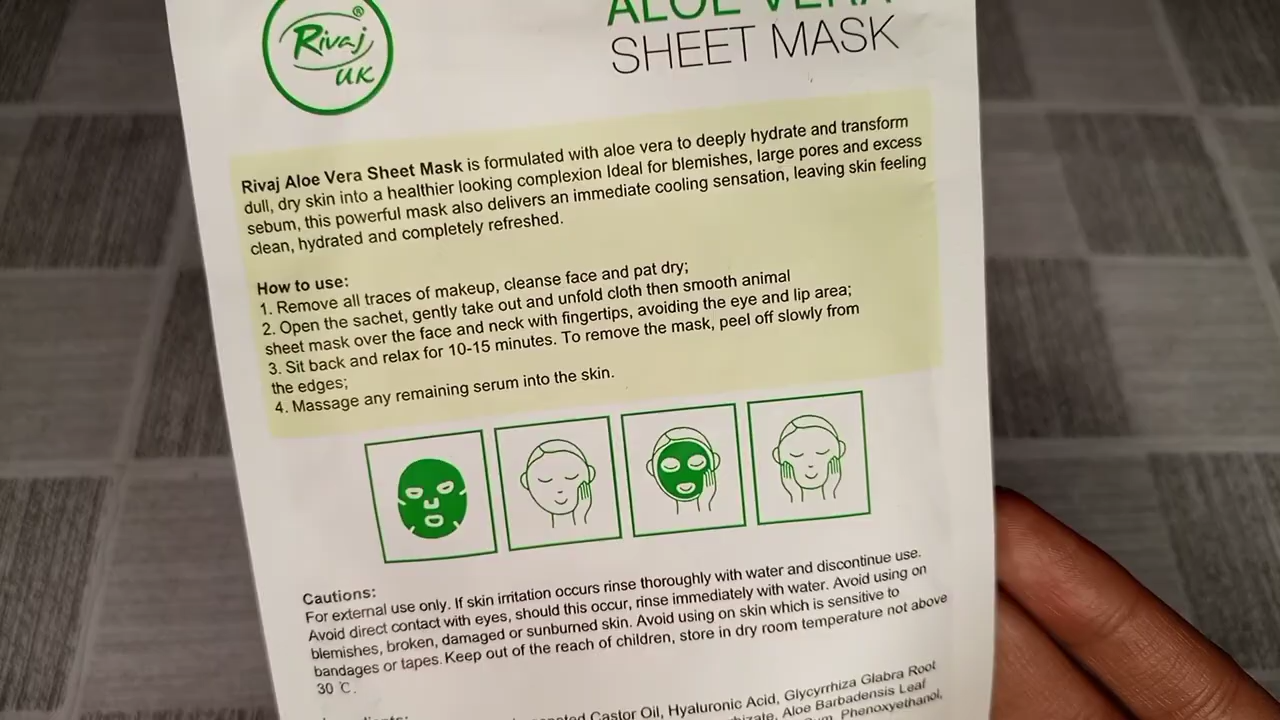 Rivaj®
UK
ALOE VERA
SHEET MASK
Rivaj Aloe Vera Sheet Mask is formulated with aloe vera to deeply hydrate and transform
dull, dry skin into a healthier looking complexion Ideal for blemishes, large pores and excess
sebum, this powerful mask also delivers an immediate cooling sensation, leaving skin feeling
clean, hydrated and completely refreshed.
How to use:
1. Remove all traces of makeup, cleanse face and pat dry;
2. Open the sachet, gently take out and unfold cloth then smooth animal
sheet mask over the face and neck with fingertips, avoiding the eye and lip area;
3. Sit back and relax for 10-15 minutes. To remove the mask, peel off slowly from
the edges;
4. Massage any remaining serum into the skin.
Cautions:
For external use only. If skin irritation occurs rinse thoroughly with water and discontinue use.
Avoid direct contact with eyes, should this occur, rinse immediately with water. Avoid using on
blemishes, broken, damaged or sunburned skin. Avoid using on skin which is sensitive to
bandages or tapes. Keep out of the reach of children, store in dry room temperature not above
30 ℃.
Castor Oil, Hyaluronic Acid, Glycyrrhiza Glabra Root
Aloe Barbadensis Leaf
Phenoxyethanol,